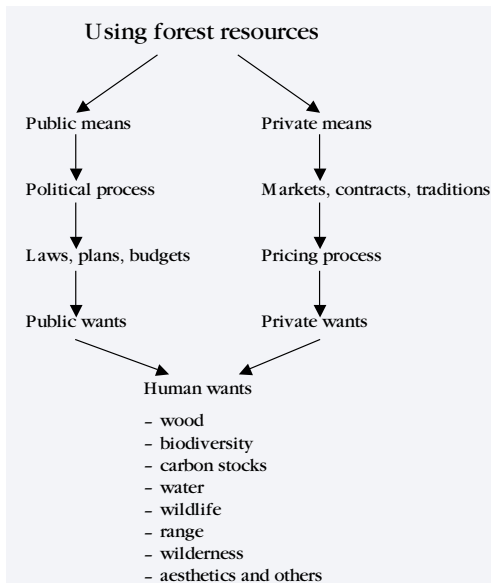 Using forest resources
Public means
Private means
Political process
Markets, contracts, traditions
Laws, plans, budgets
Pricing process
Public wants
Private wants
Human wants
– wood
– biodiversity
– carbon stocks
– water
– wildlife
– range
– wilderness
– aesthetics and others